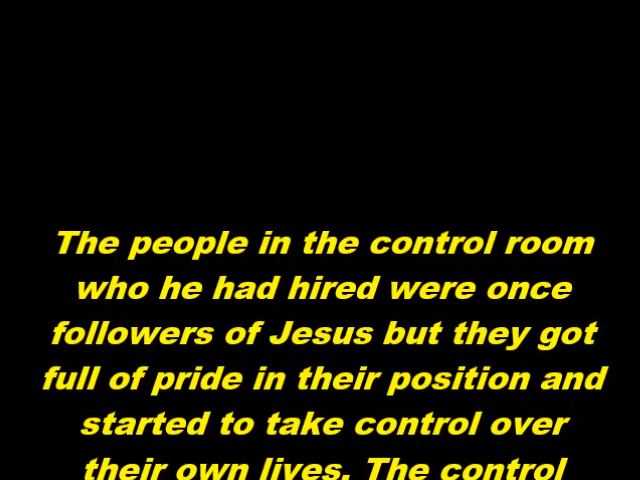 The people in the control room
who he had hired were once
followers of Jesus but they got
full of pride in their position and
started to take control over
their own lives. The control